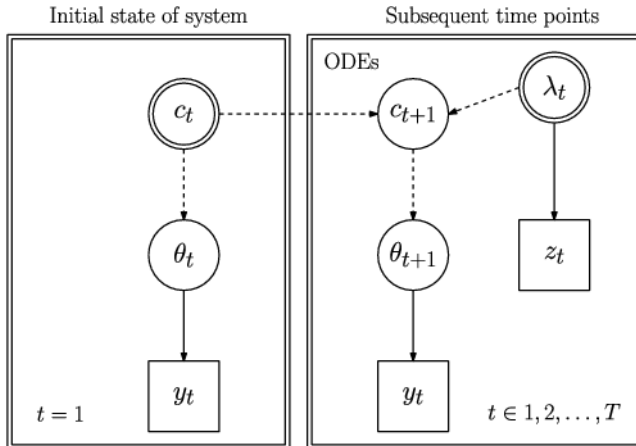 Initial state of system
Subsequent time points
ODEs
c_t
c_{t+1}
λ_t
θ_t
θ_{t+1}
z_t
y_t
y_t
t = 1
t ∈ 1, 2, . . . , T